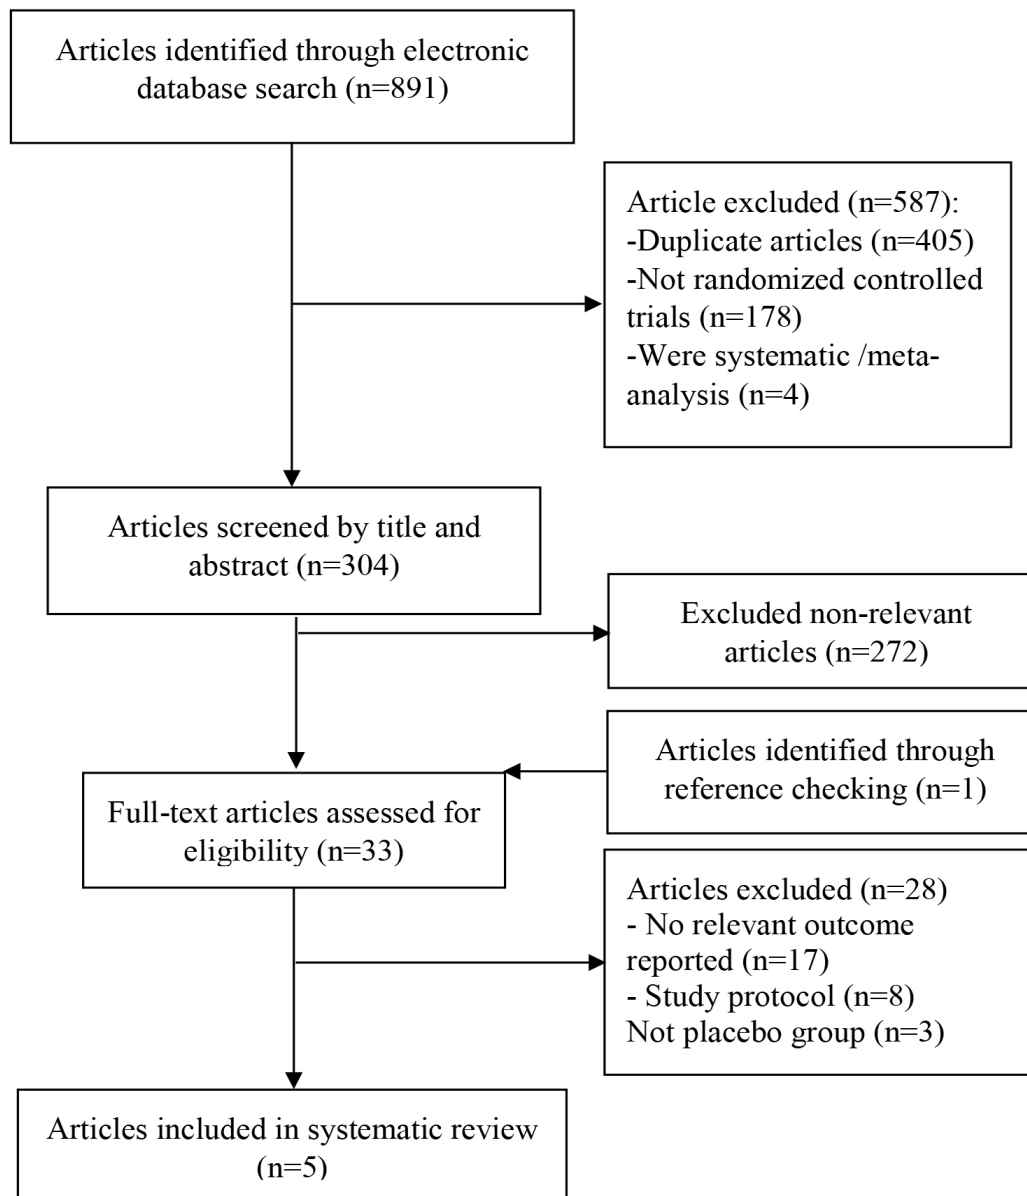 Articles identified through electronic
database search (n=891)
Article excluded (n=587):
-Duplicate articles (n=405)
-Not randomized controlled
trials (n=178)
-Were systematic /meta-
analysis (n=4)
Articles screened by title and
abstract (n=304)
Excluded non-relevant
articles (n=272)
Articles identified through
reference checking (n=1)
Full-text articles assessed for
eligibility (n=33)
Articles excluded (n=28)
- No relevant outcome
reported (n=17)
- Study protocol (n=8)
Not placebo group (n=3)
Articles included in systematic review
(n=5)